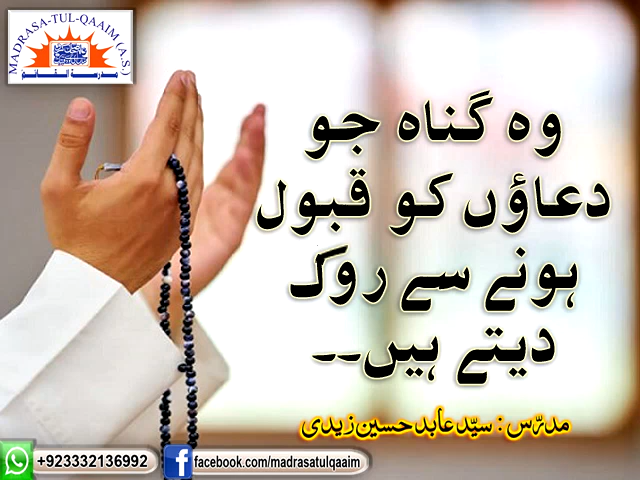 MADRASA-TUL-QAAIM (A.S)
مدرسة القائم
وہ گناہ جو
دعاؤں کو قبول
ہونے سے روک
دیتے ہیں۔۔
مدرّس : سیّد عابد حسین زیدی
+923332136992
facebook.com/madrasatulqaaim